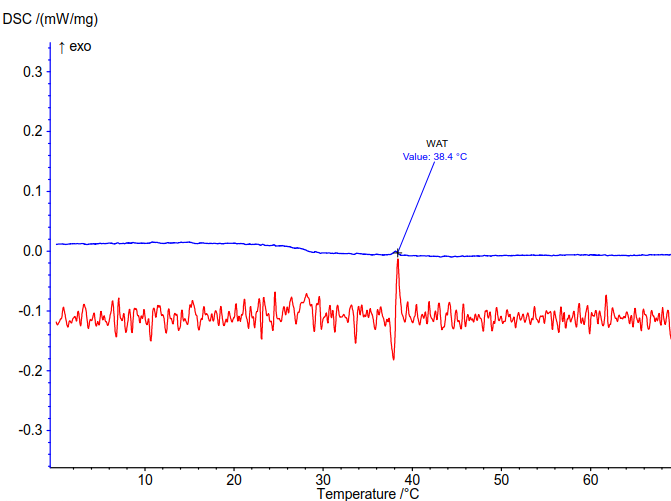 DSC /(mW/mg)
↑ exo
0.3
0.2
WAT
Value: 38.4 °C
0.1
0.0
-0.1
-0.2
-0.3
10 20 30 40 50 60
Temperature /°C